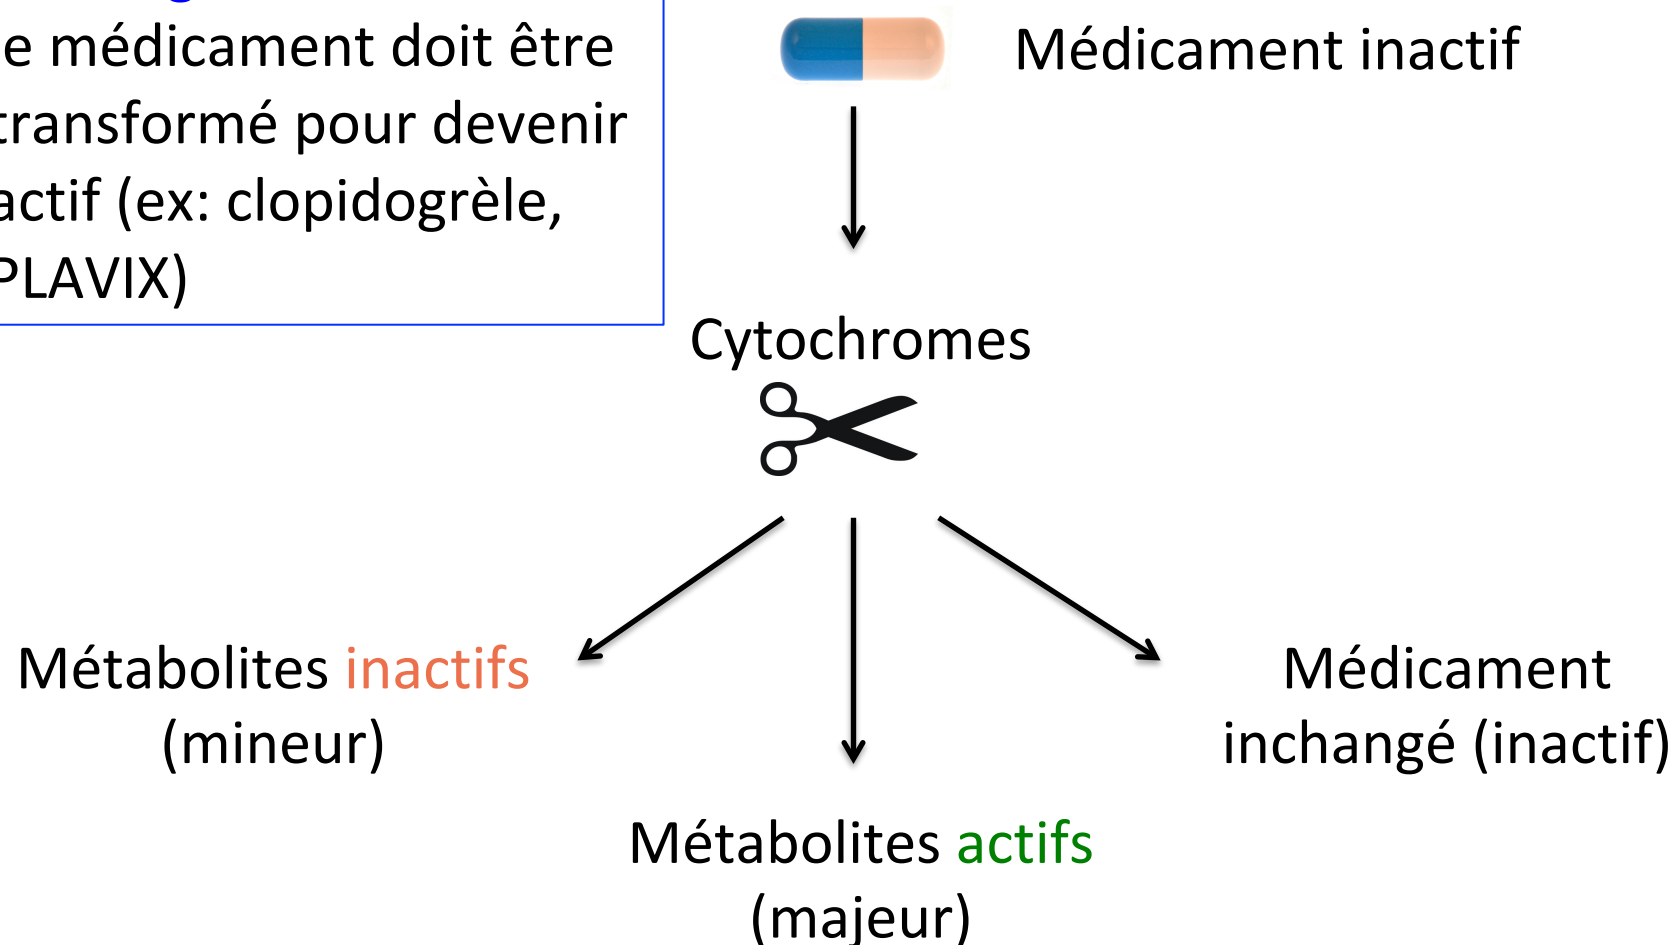 e médicament doit être
transformé pour devenir
actif (ex: clopidogrèle,
PLAVIX)
Médicament inactif
Cytochromes
Métabolites inactifs
(mineur)
Métabolites actifs
(majeur)
Médicament
inchangé (inactif)